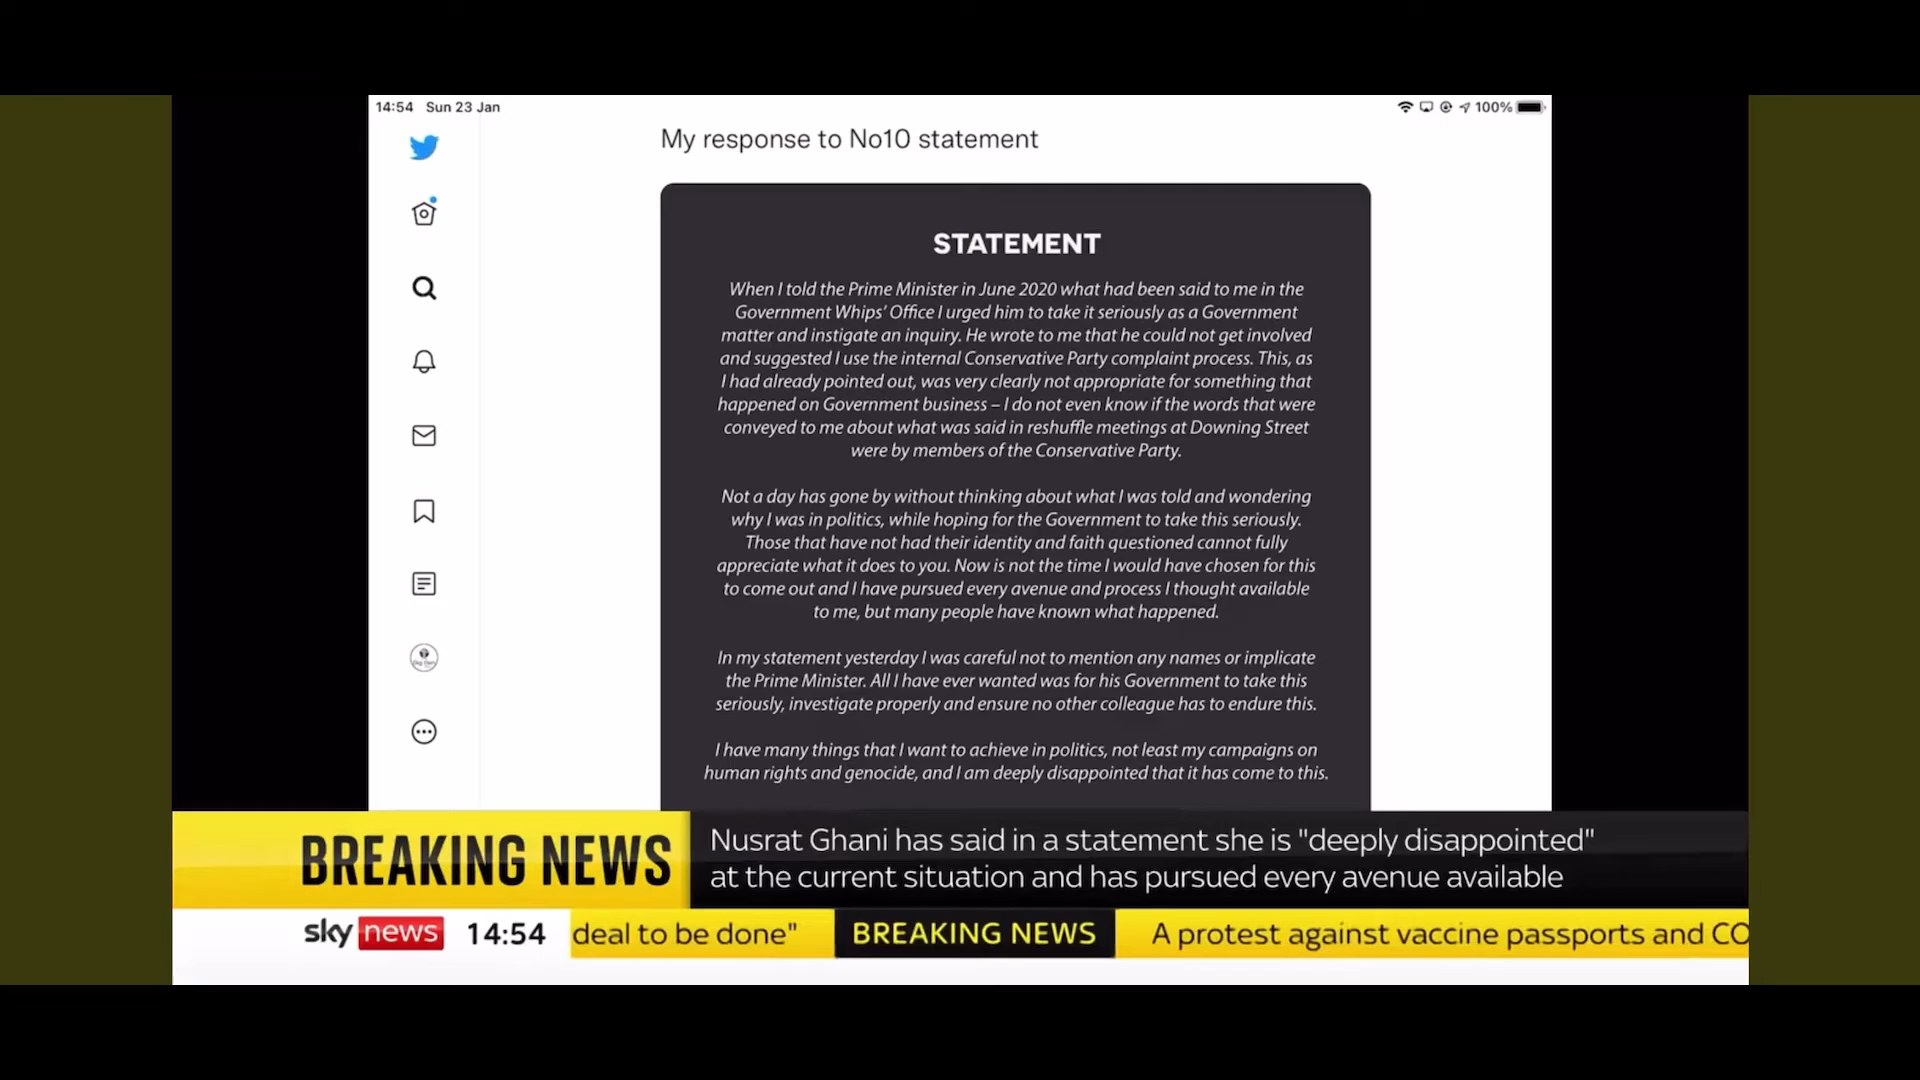 14:54 Sun 23 Jan
100%
My response to No10 statement
STATEMENT
When I told the Prime Minister in June 2020 what had been said to me in the
Government Whips' Office I urged him to take it seriously as a Government
matter and instigate an inquiry. He wrote to me that he could not get involved
and suggested I use the internal Conservative Party complaint process. This, as
I had already pointed out, was very clearly not appropriate for something that
happened on Government business – I do not even know if the words that were
conveyed to me about what was said in reshuffle meetings at Downing Street
were by members of the Conservative Party.
Not a day has gone by without thinking about what I was told and wondering
why I was in politics, while hoping for the Government to take this seriously.
Those that have not had their identity and faith questioned cannot fully
appreciate what it does to you. Now is not the time I would have chosen for this
to come out and I have pursued every avenue and process I thought available
to me, but many people have known what happened.
In my statement yesterday I was careful not to mention any names or implicate
the Prime Minister. All I have ever wanted was for his Government to take this
seriously, investigate properly and ensure no other colleague has to endure this.
I have many things that I want to achieve in politics, not least my campaigns on
human rights and genocide, and I am deeply disappointed that it has come to this.
BREAKING NEWS
Nusrat Ghani has said in a statement she is "deeply disappointed"
at the current situation and has pursued every avenue available
sky news 14:54 deal to be done" BREAKING NEWS A protest against vaccine passports and CO